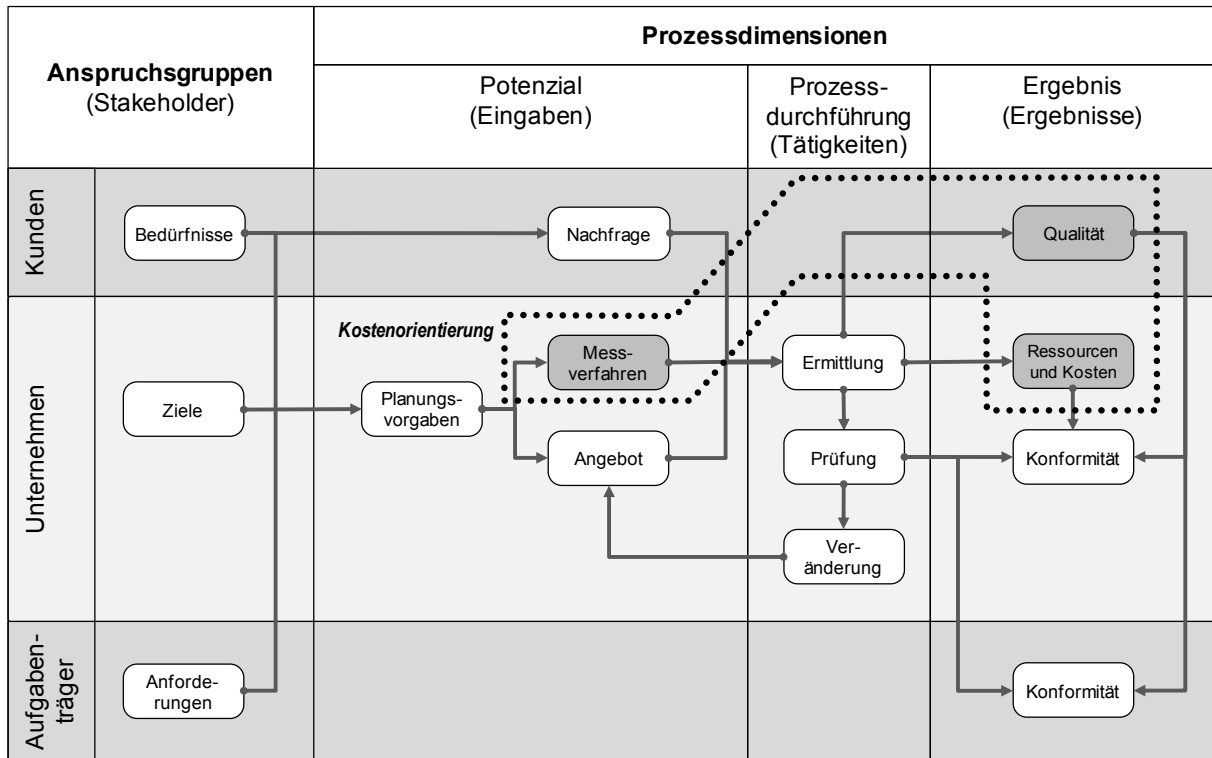 Anspruchsgruppen
(Stakeholder)
Prozessdimensionen
Potenzial
(Eingaben)
Prozess-
durchführung
(Tätigkeiten)
Ergebnis
(Ergebnisse)
Kunden
Bedürfnisse
Nachfrage
Qualität
Unternehmen
Kostenorientierung
Mess-
verfahren
Ermittlung
Ressourcen
und Kosten
Ziele
Planungs-
vorgaben
Angebot
Prüfung
Konformität
Ver-
änderung
Aufgaben-
träger
Anforde-
rungen
Konformität